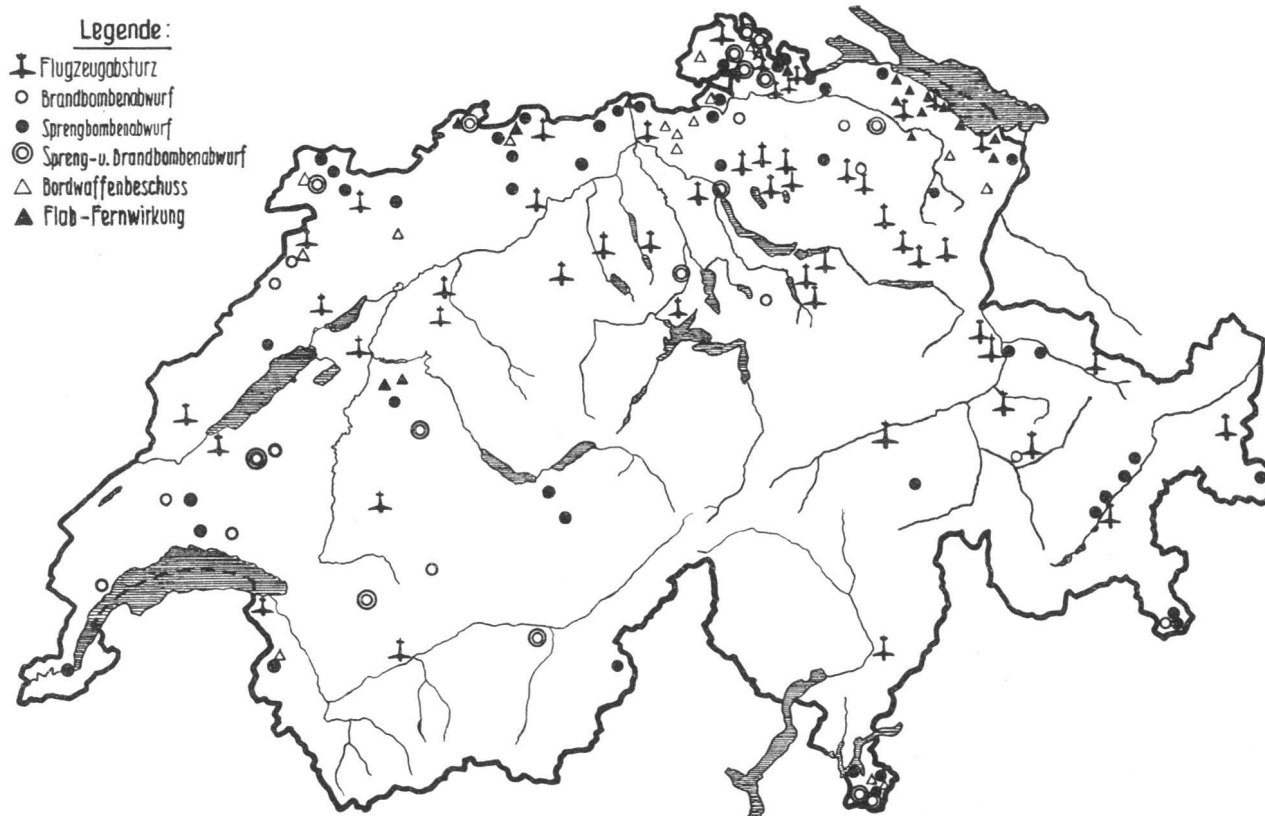 Legende:
Flugzeugabsturz
Brandbombenabwurf
Sprengbombenabwurf
Spreng-u. Brandbombenabwurf
Bordwaffenbeschuss
Flab-Fernwirkung